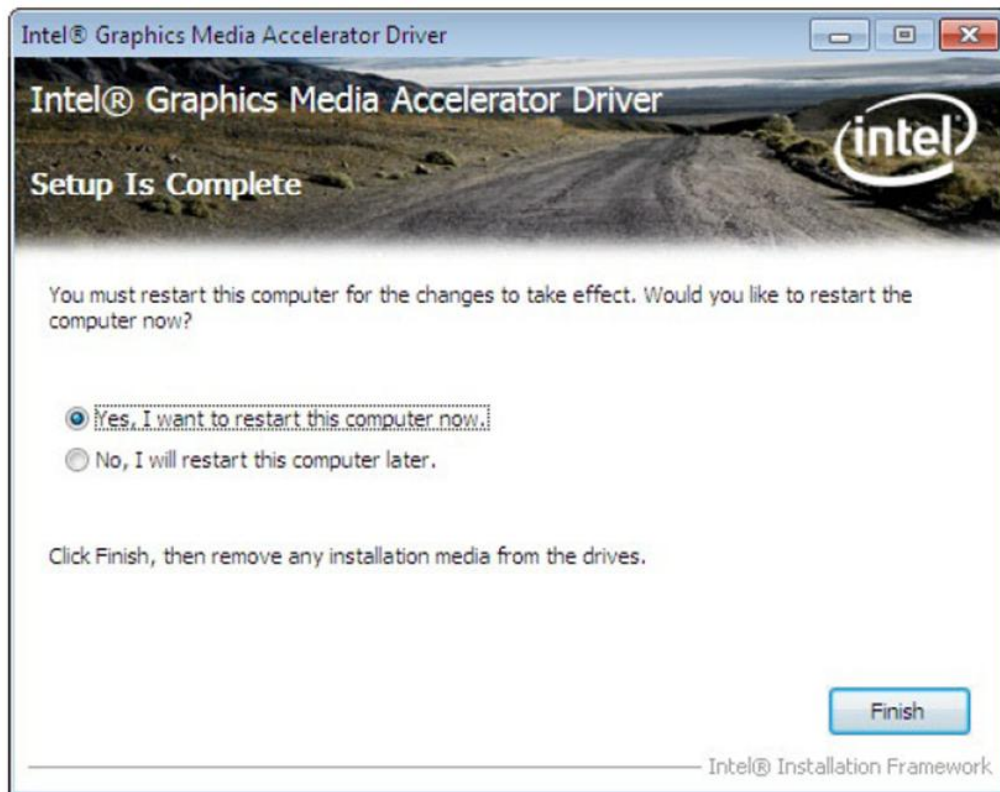 Intel® Graphics Media Accelerator Driver
Intel® Graphics Media Accelerator Driver
intel
Setup Is Complete
You must restart this computer for the changes to take effect. Would you like to restart the
computer now?
Yes, I want to restart this computer now.
No, I will restart this computer later.
Click Finish, then remove any installation media from the drives.
Finish
Intel® Installation Framework